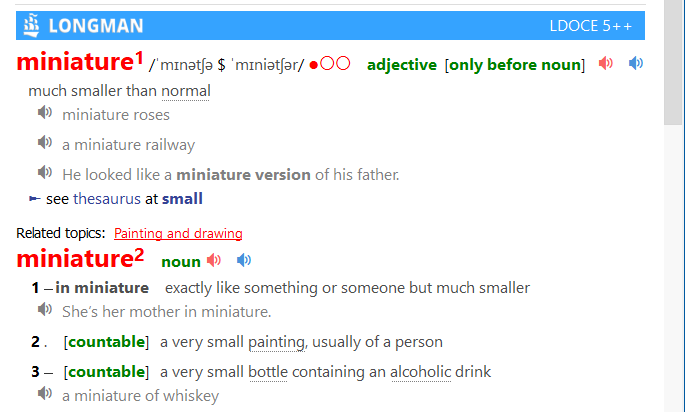 LONGMAN LDOCE 5++
miniature1 /ˈmɪnətʃə $ ˈmɪniətʃər/ ●○○ adjective [only before noun]
much smaller than normal
miniature roses
a miniature railway
He looked like a miniature version of his father.
► see thesaurus at small
Related topics: Painting and drawing
miniature2 noun
1 – in miniature exactly like something or someone but much smaller
She’s her mother in miniature.
2 . [countable] a very small painting, usually of a person
3 – [countable] a very small bottle containing an alcoholic drink
a miniature of whiskey